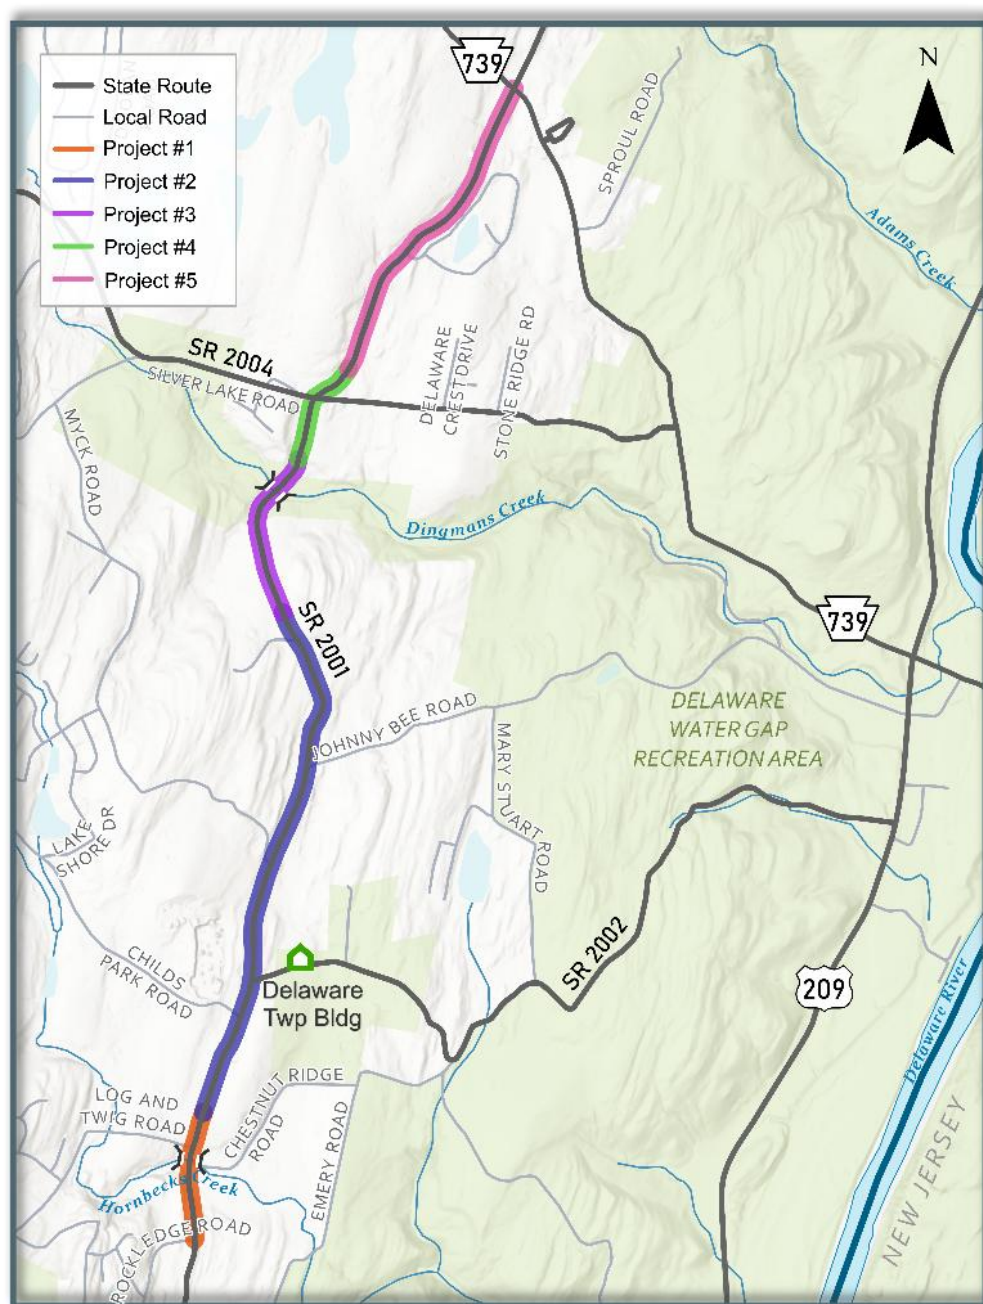 739
N
State Route
Local Road
Project #1
Project #2
Project #3
Project #4
Project #5
SPROUL ROAD
Adams Creek
SR 2004
SILVER LAKE ROAD
DELAWARE
CREST DRIVE
STONE RIDGE RD
MYCK ROAD
Dingmans Creek
SR 2001
739
JOHNNY BEE ROAD
DELAWARE
WATER GAP
RECREATION AREA
MARY STUART ROAD
LAKE
SHORE DR
CHILDS
PARK ROAD
Delaware
Twp Bldg
SR 2002
209
Delaware River
LOG AND
TWIG ROAD
CHESTNUT RIDGE
ROAD
EMERY ROAD
Hornbecks Creek
ROCKLEDGE ROAD
NEW JERSEY